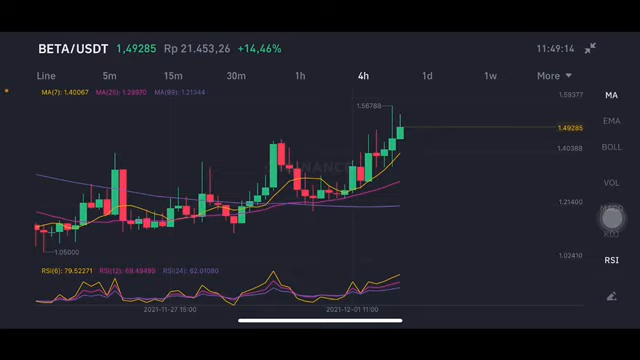 BETA/USDT 1,49285 Rp 21.453,26 +14,46% 11:49:14
Line 5m 15m 30m 1h 4h 1d 1w More
MA(7): 1.40067 MA(25): 1.28970 MA(99): 1.21344
1.59377
MA
1.56788
1.49285
EMA
1.40388
BOLL
VOL
1.21400
KDJ
1.05000
1.02410
RSI
RSI(6): 79.52271 RSI(12): 69.49499 RSI(24): 62.01080
2021-11-27 15:00 2021-12-01 11:00